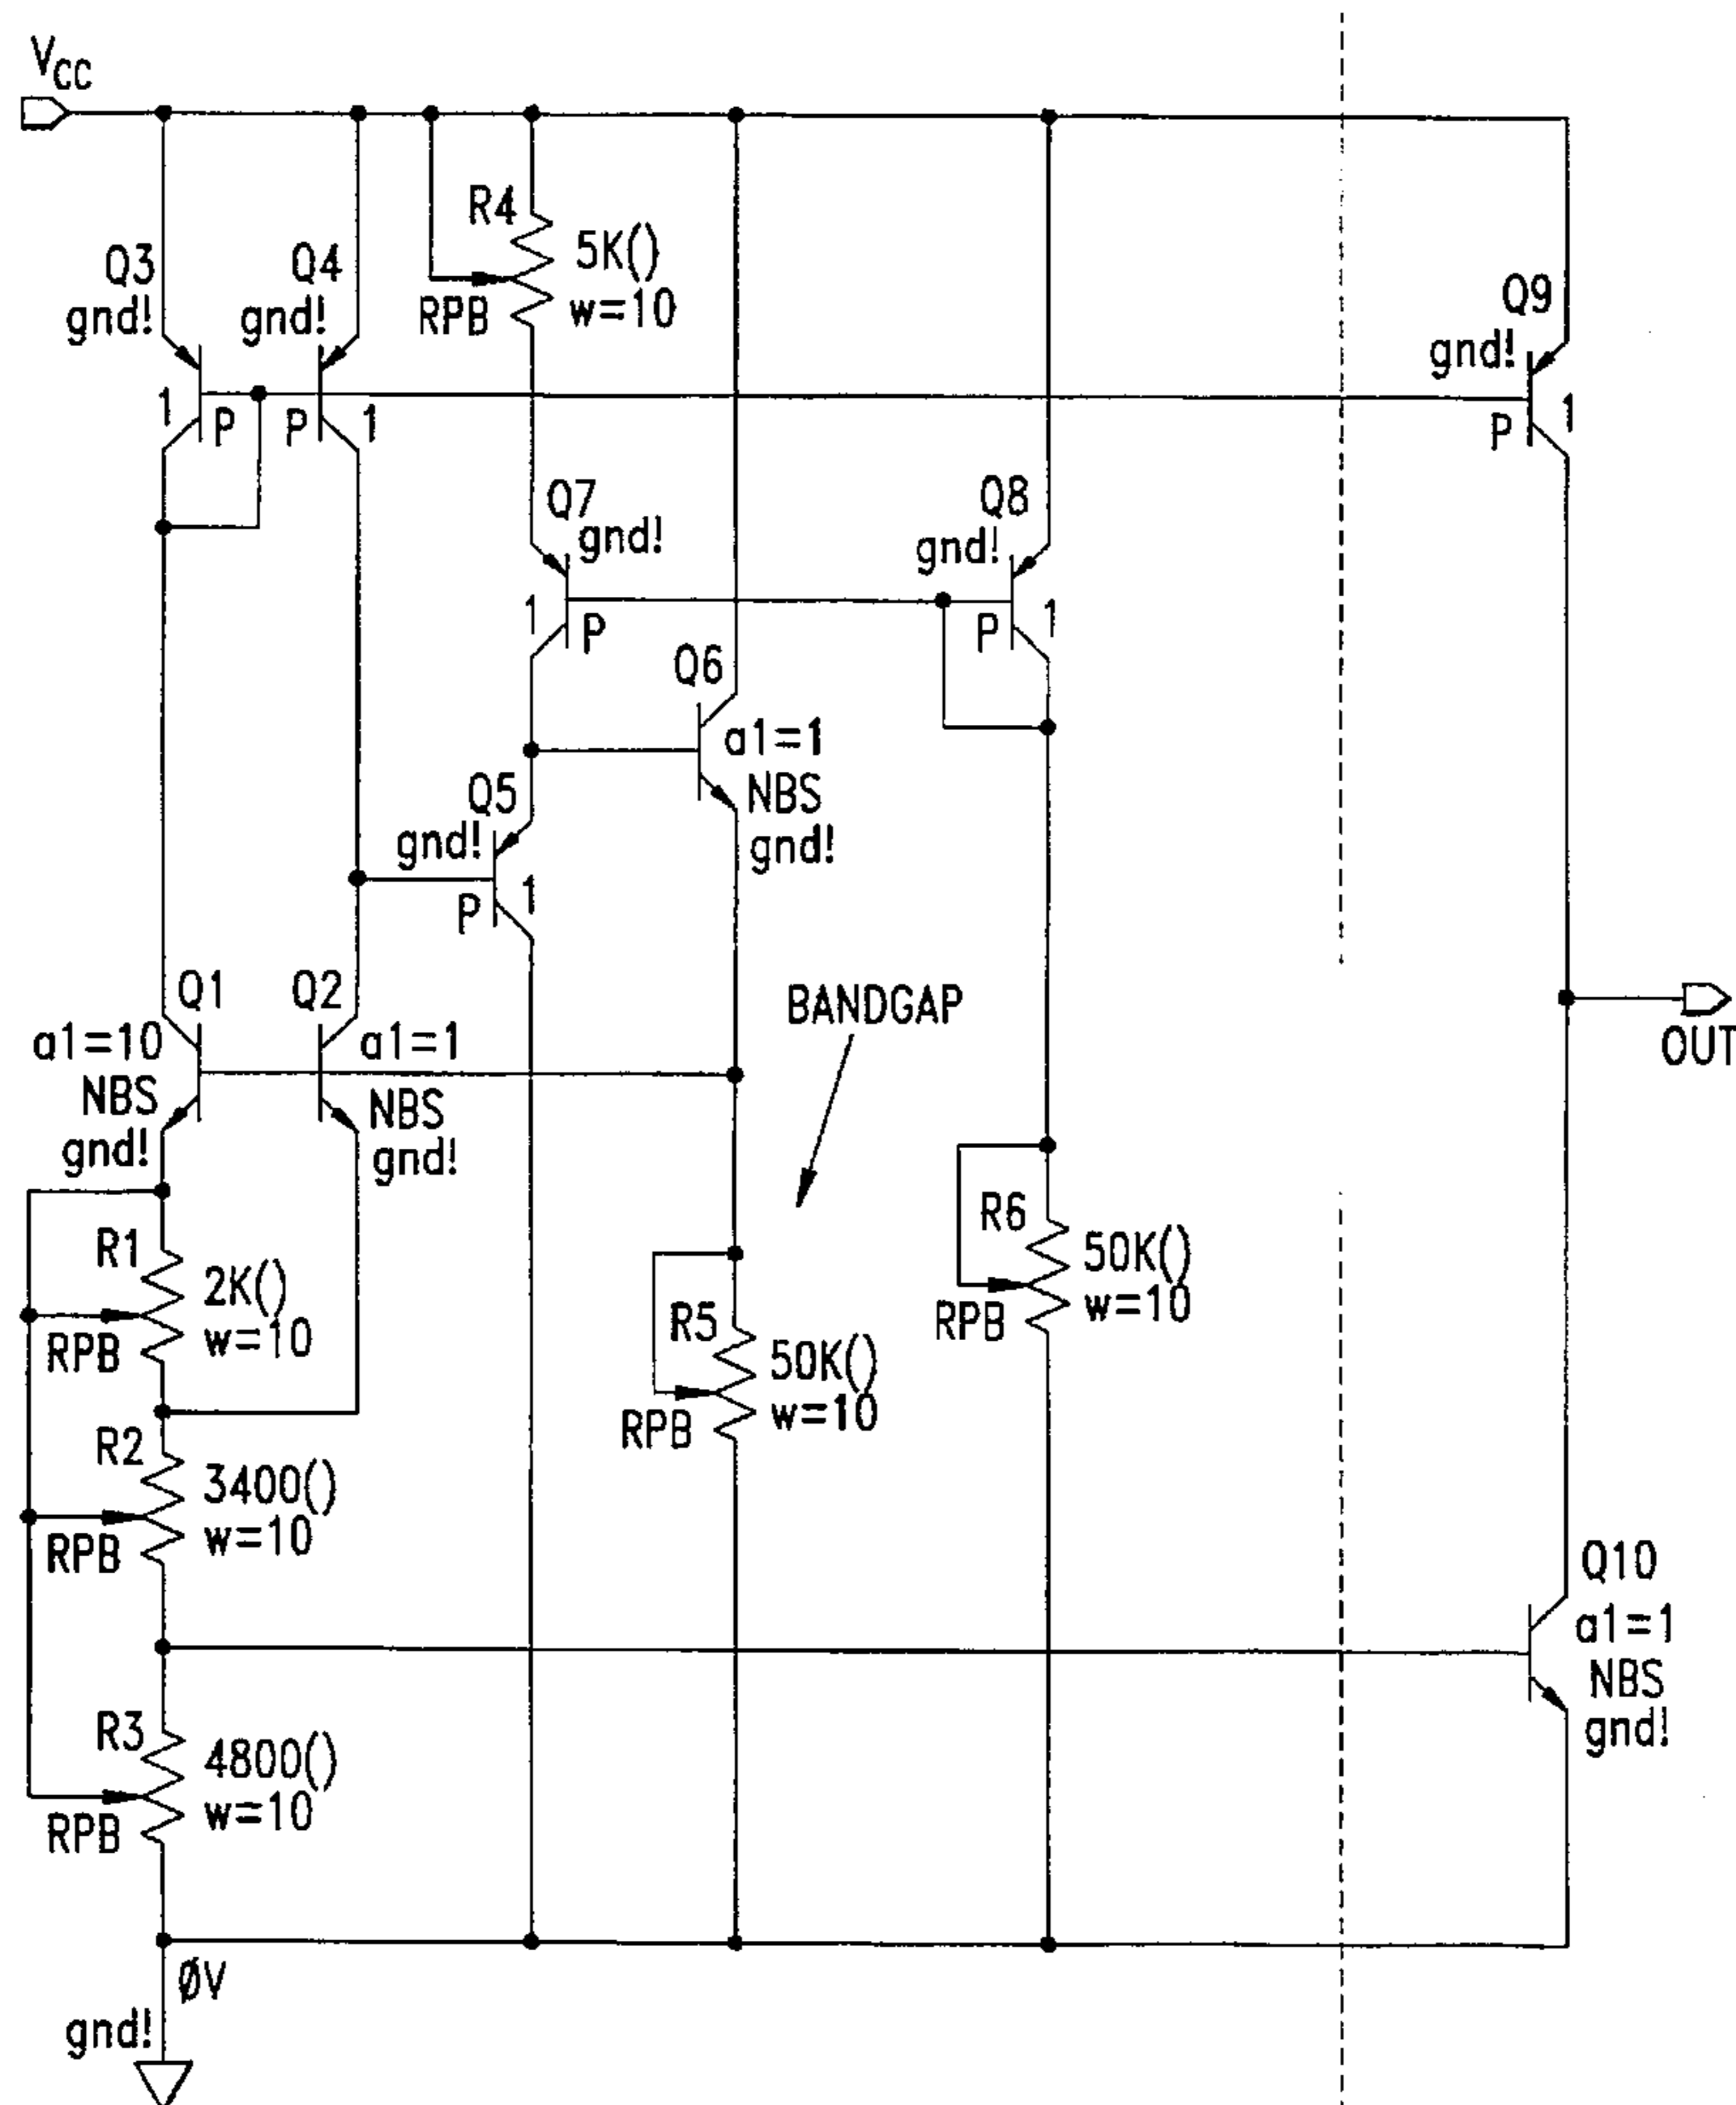 VCC
R4
5K()
w=10
RPB
Q3
gnd!
1
P
Q4
gnd!
P
1
Q9
gnd!
P
1
Q7
gnd!
1
P
Q8
gnd!
P
1
Q6
a1=1
NBS
gnd!
Q5
gnd!
P
1
Q1
a1=10
NBS
gnd!
Q2
a1=1
NBS
gnd!
BANDGAP
OUT
R1
2K()
w=10
RPB
R6
50K()
w=10
RPB
R5
50K()
w=10
RPB
R2
3400()
w=10
RPB
Q10
a1=1
NBS
gnd!
R3
4800()
w=10
RPB
ØV
gnd!